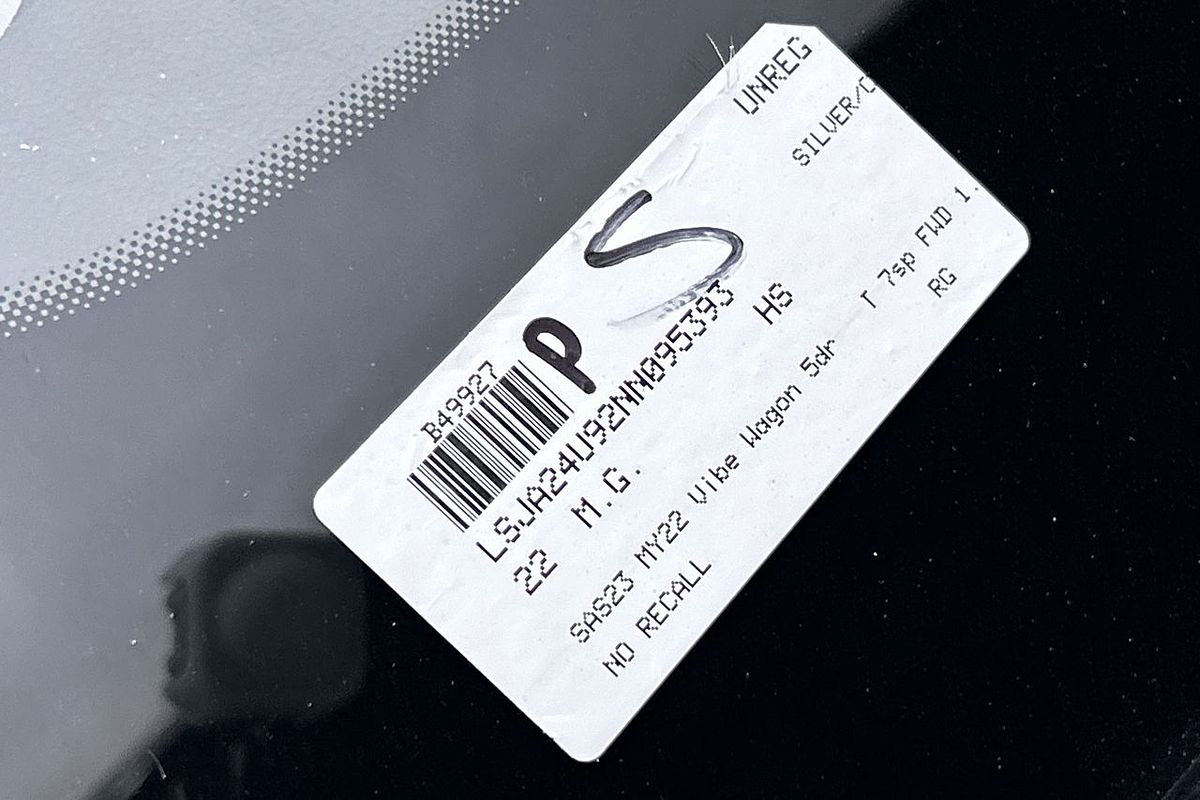 UNREG
B49927 P S SILVER/C
LSJA24U92NN095393
22 M.G. HS
SAS23 MY22 Vibe Wagon 5dr T 7sp FWD 1.
NO RECALL RG